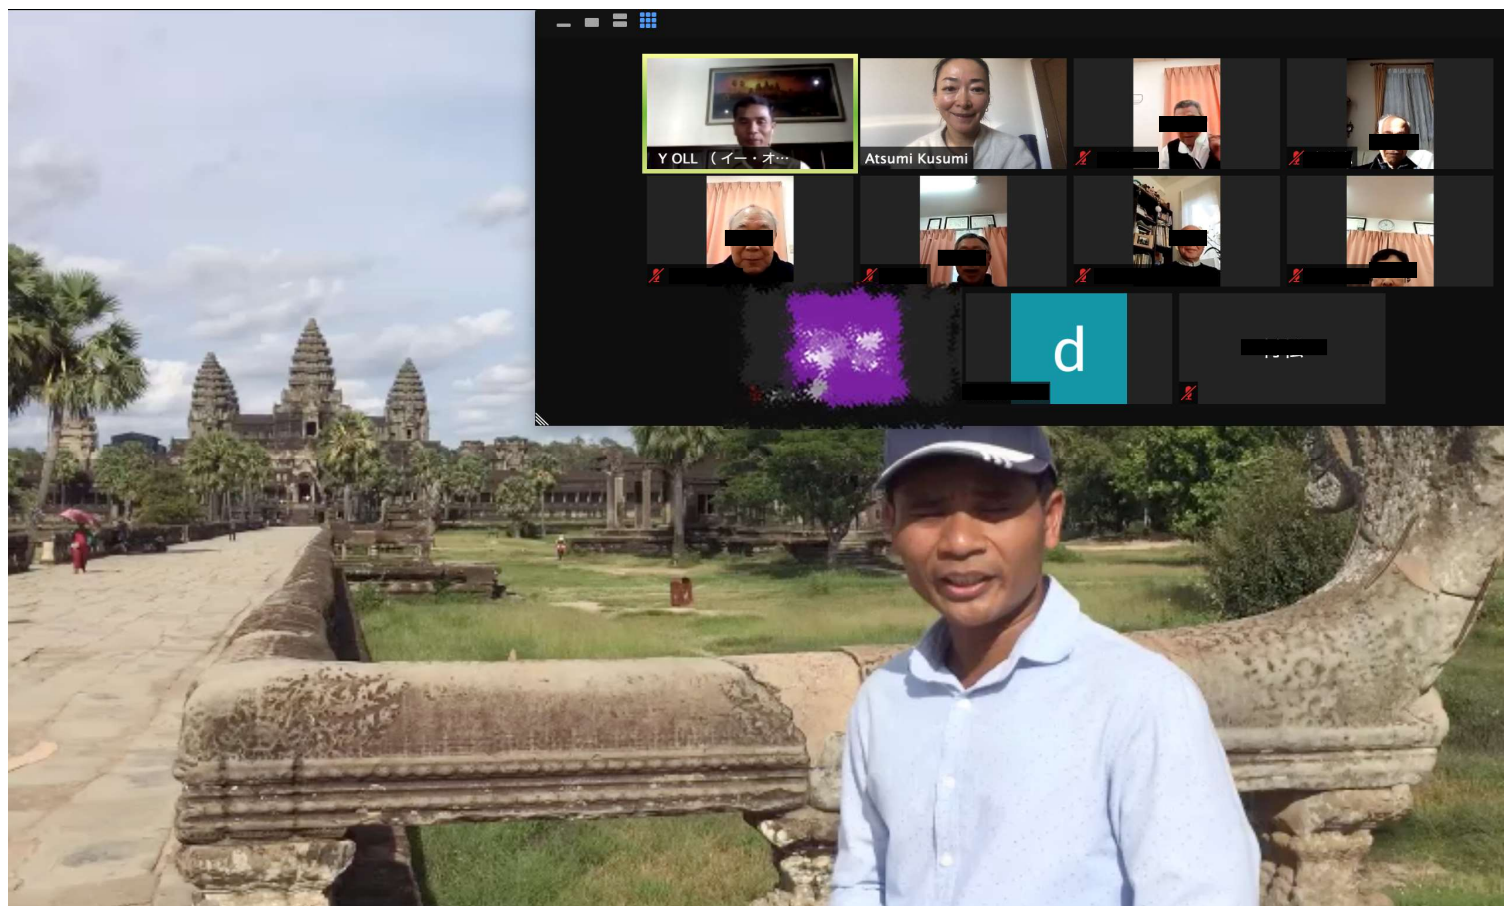 Y OLL （ イー・オ…
Atsumi Kusumi
d